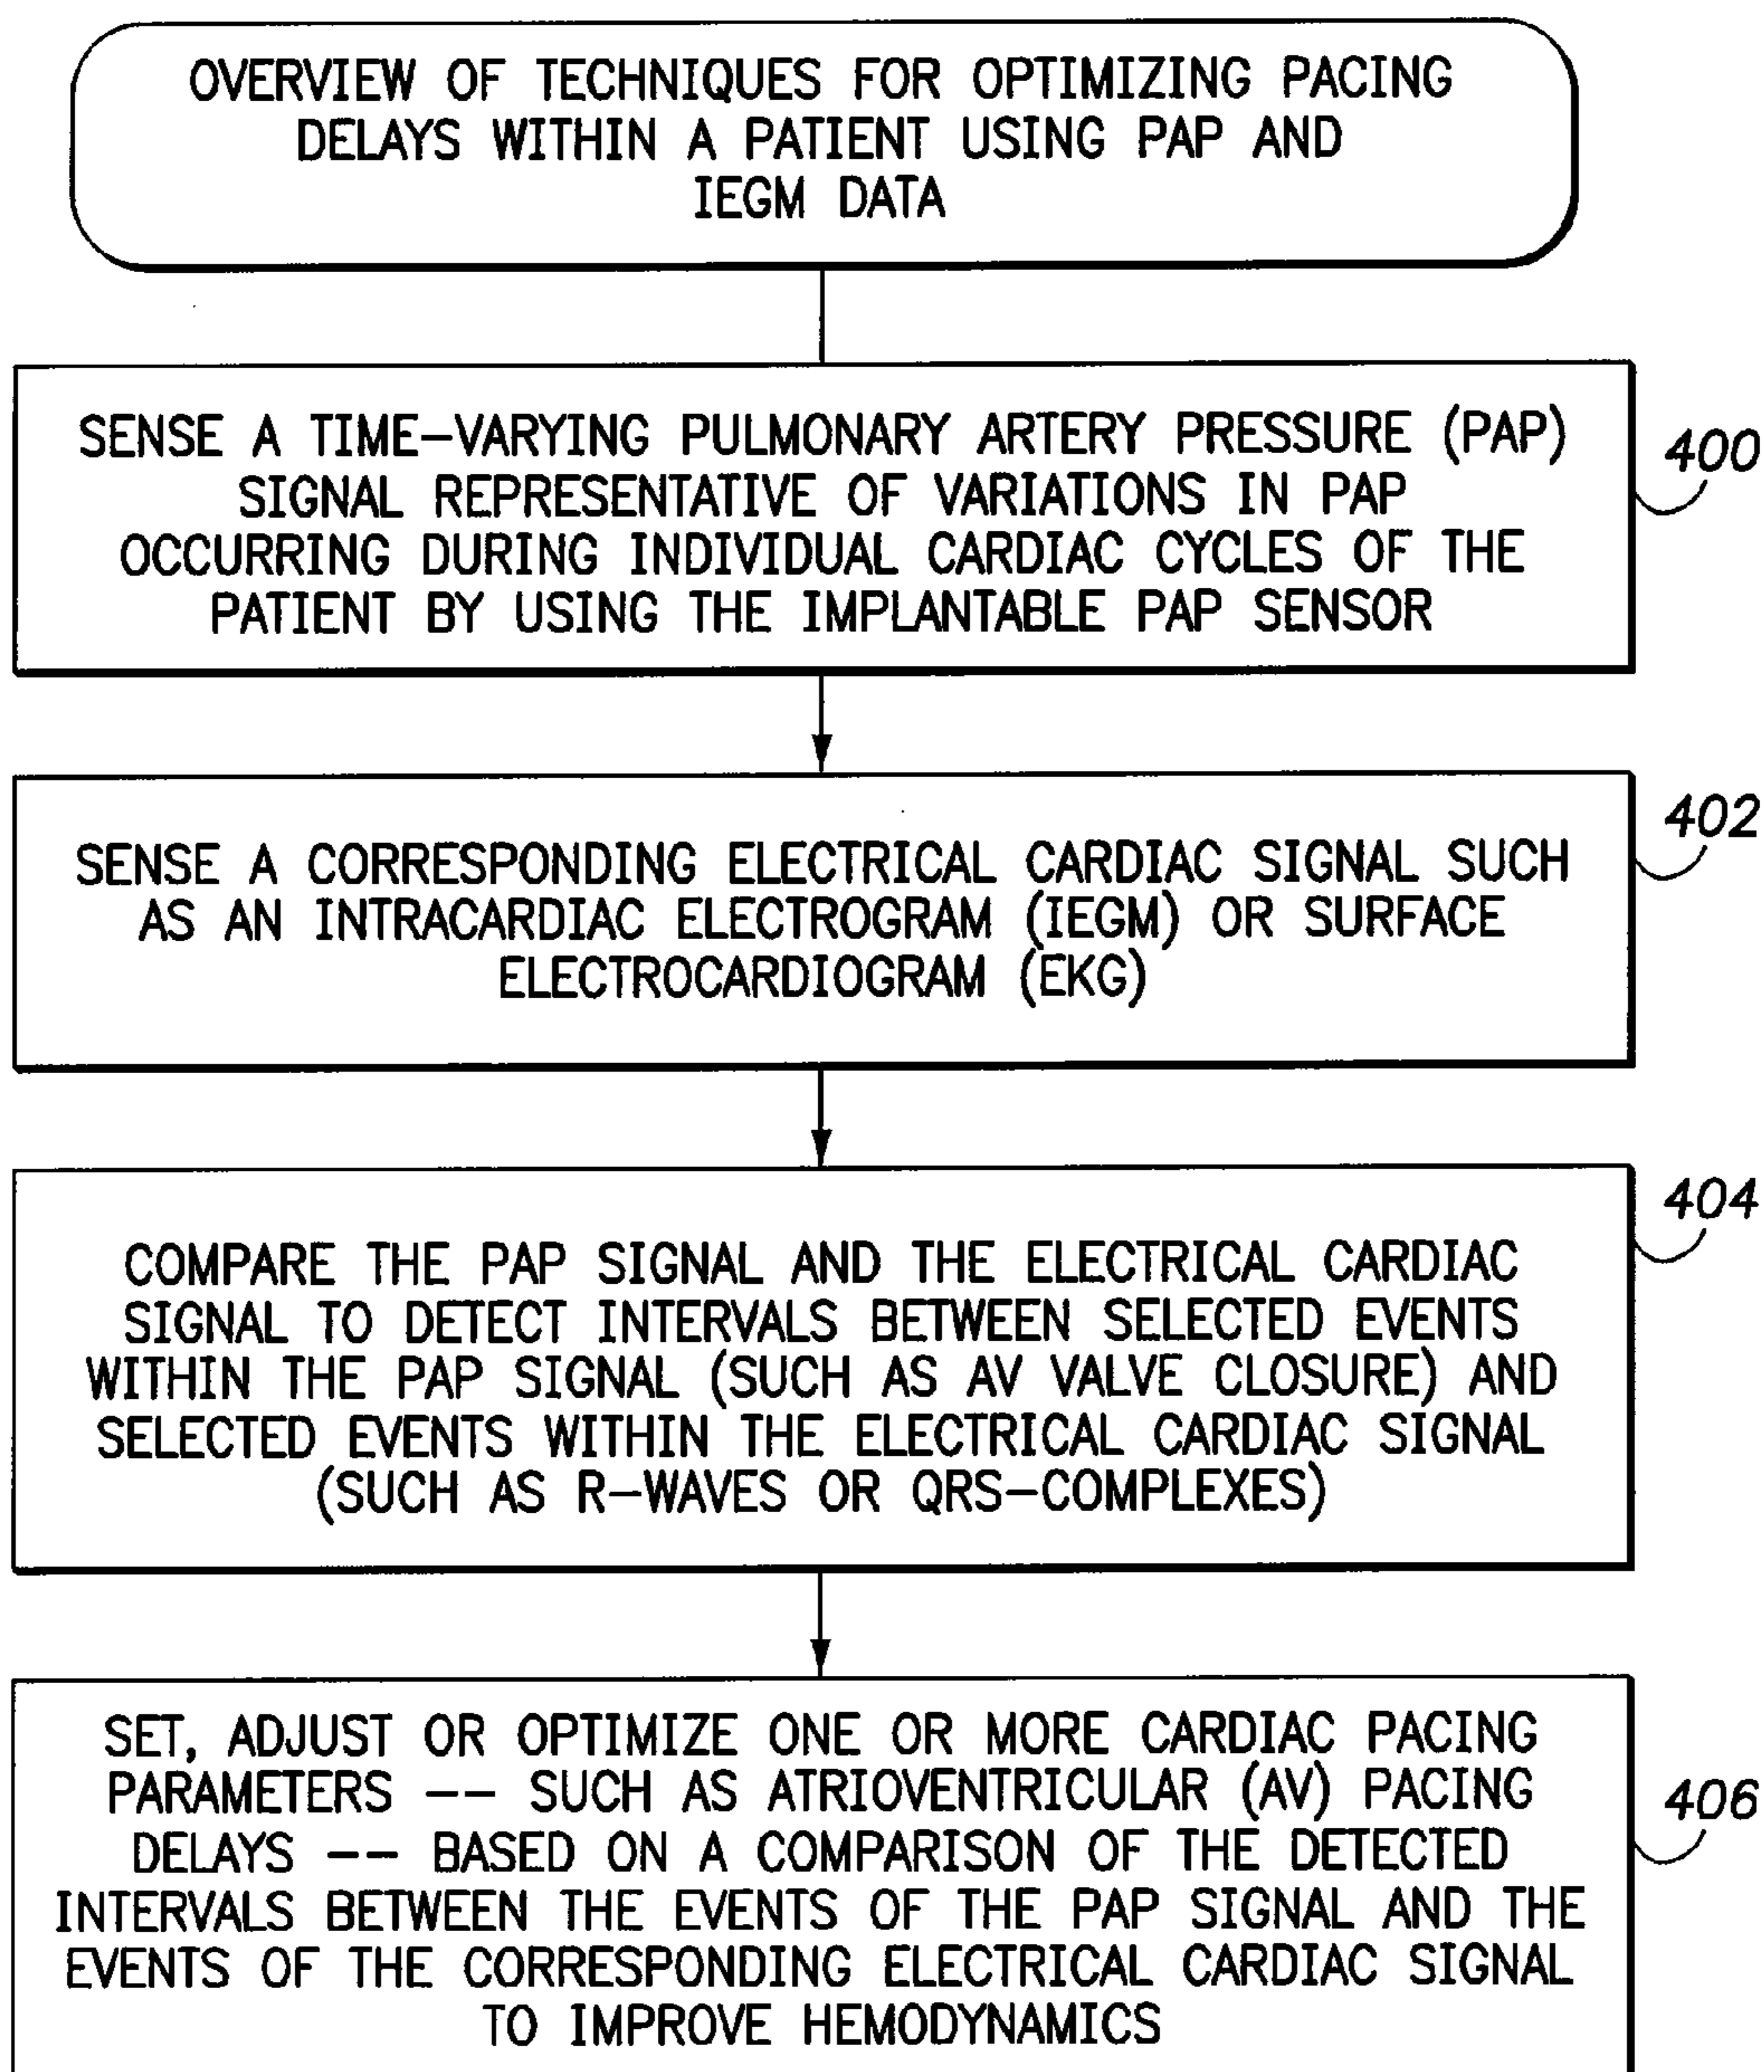 OVERVIEW OF TECHNIQUES FOR OPTIMIZING PACING
DELAYS WITHIN A PATIENT USING PAP AND
IEGM DATA
SENSE A TIME-VARYING PULMONARY ARTERY PRESSURE (PAP)
SIGNAL REPRESENTATIVE OF VARIATIONS IN PAP
OCCURRING DURING INDIVIDUAL CARDIAC CYCLES OF THE
PATIENT BY USING THE IMPLANTABLE PAP SENSOR
400
SENSE A CORRESPONDING ELECTRICAL CARDIAC SIGNAL SUCH
AS AN INTRACARDIAC ELECTROGRAM (IEGM) OR SURFACE
ELECTROCARDIOGRAM (EKG)
402
COMPARE THE PAP SIGNAL AND THE ELECTRICAL CARDIAC
SIGNAL TO DETECT INTERVALS BETWEEN SELECTED EVENTS
WITHIN THE PAP SIGNAL (SUCH AS AV VALVE CLOSURE) AND
SELECTED EVENTS WITHIN THE ELECTRICAL CARDIAC SIGNAL
(SUCH AS R-WAVES OR QRS-COMPLEXES)
404
SET, ADJUST OR OPTIMIZE ONE OR MORE CARDIAC PACING
PARAMETERS -- SUCH AS ATRIOVENTRICULAR (AV) PACING
DELAYS -- BASED ON A COMPARISON OF THE DETECTED
INTERVALS BETWEEN THE EVENTS OF THE PAP SIGNAL AND THE
EVENTS OF THE CORRESPONDING ELECTRICAL CARDIAC SIGNAL
TO IMPROVE HEMODYNAMICS
406